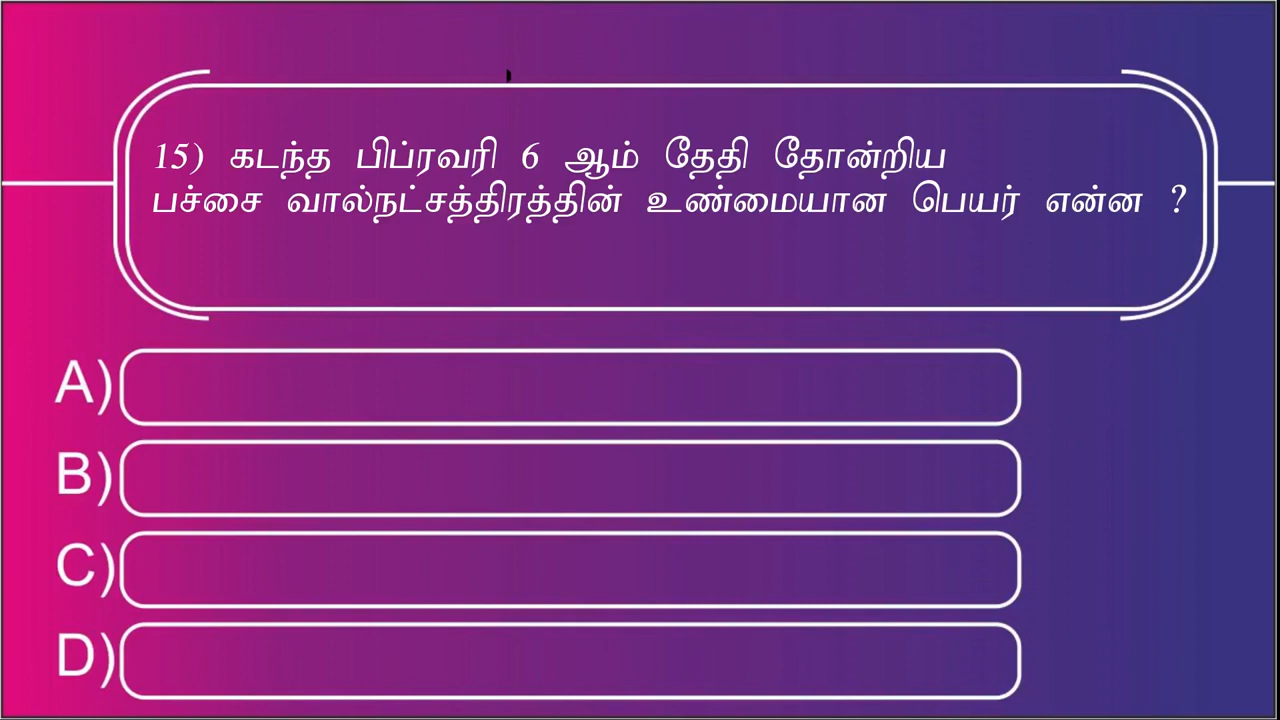 15) கடந்த பிப்ரவரி 6 ஆம் தேதி தோன்றிய
பச்சை வால்நட்சத்திரத்தின் உண்மையான பெயர் என்ன ?
A)
B)
C)
D)